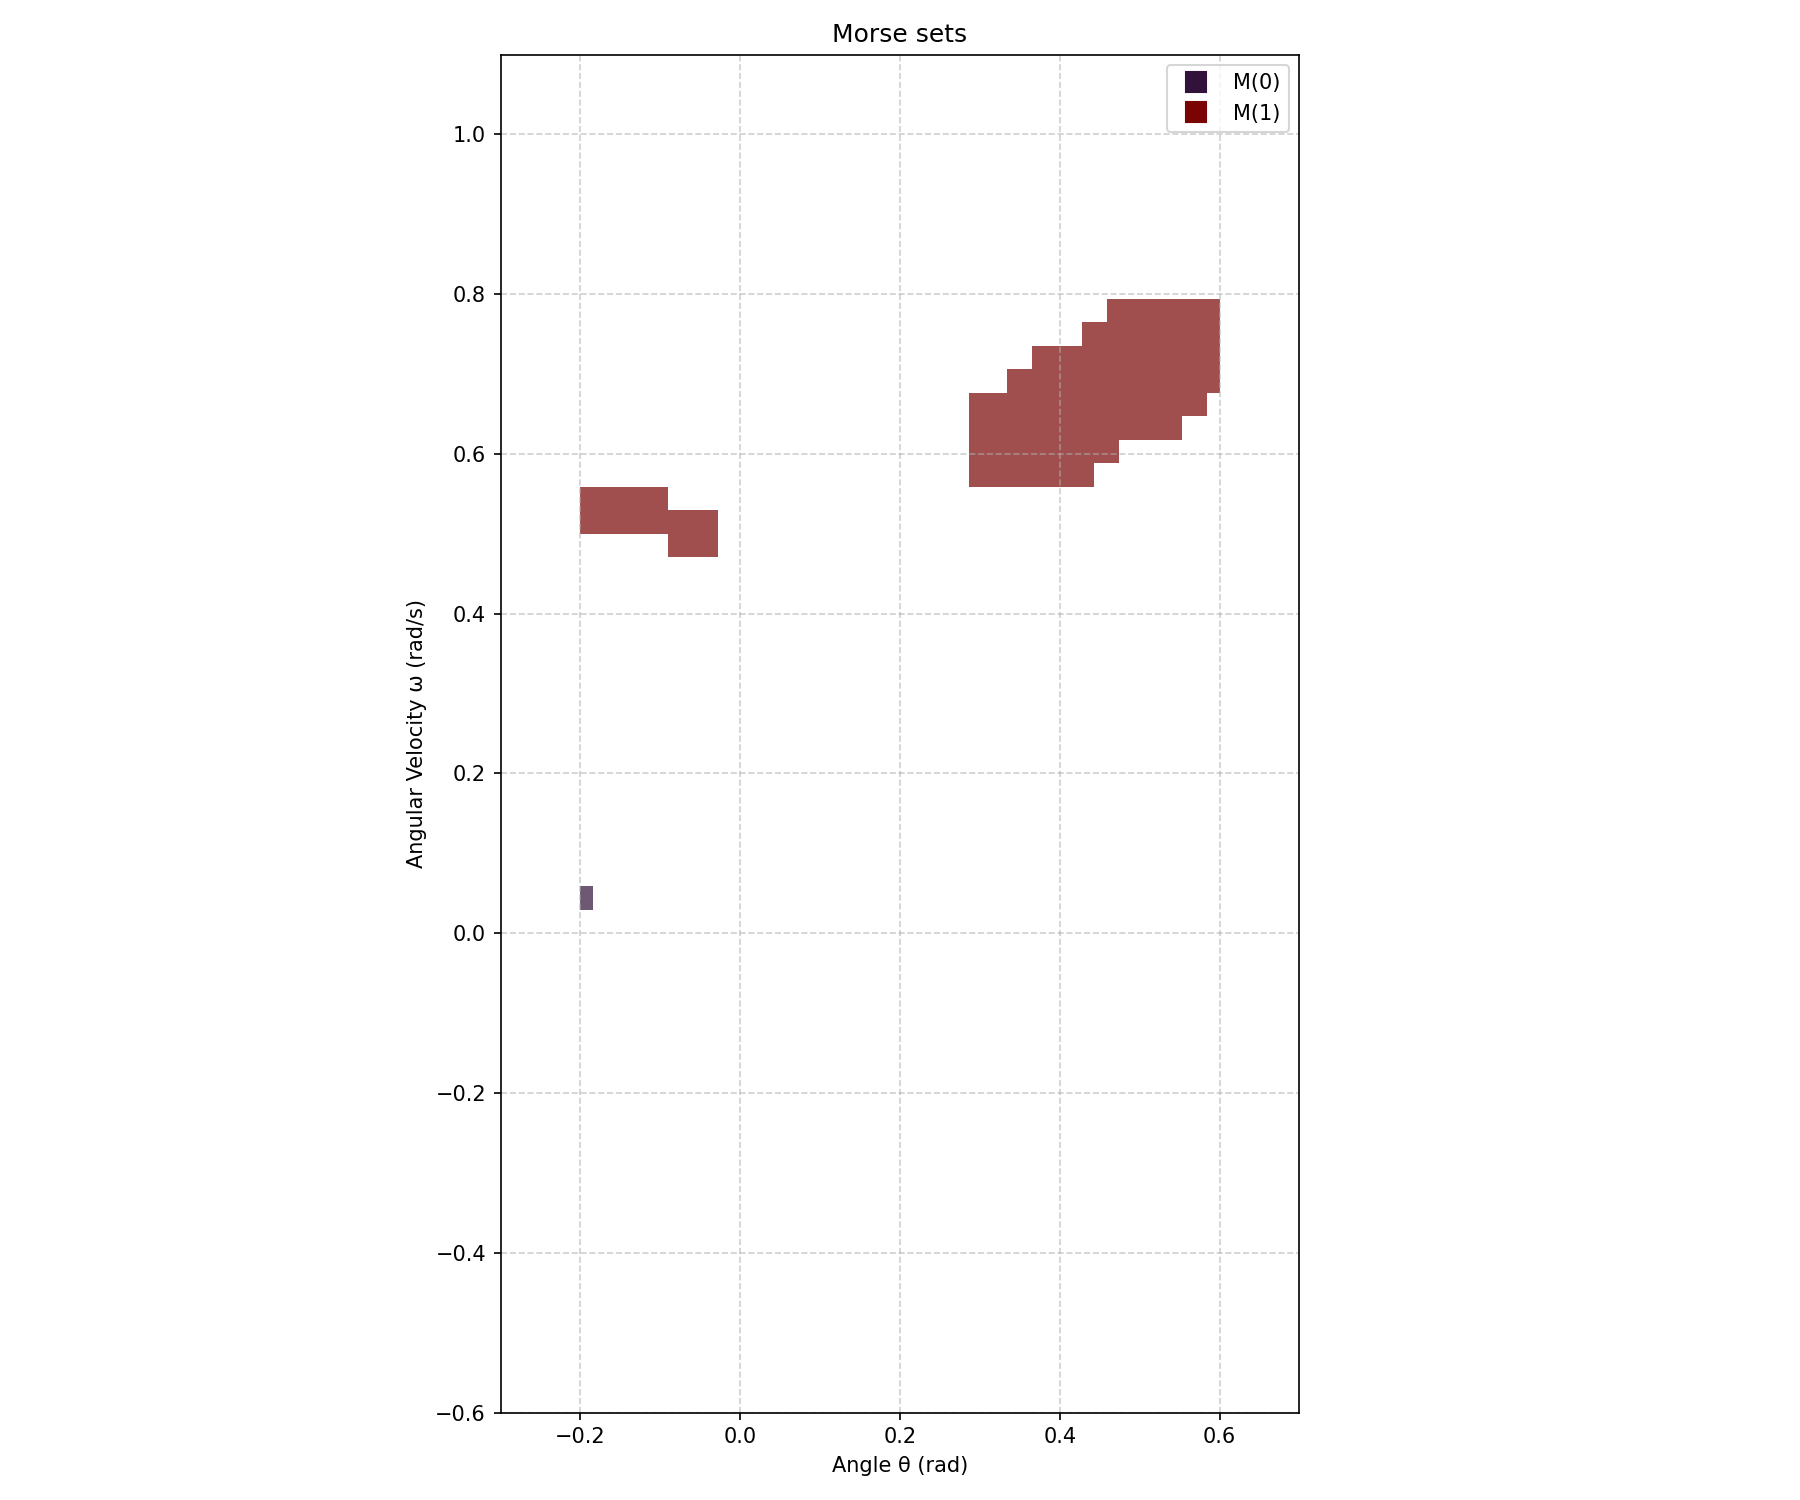 Morse sets
M(0)
M(1)
1.0
0.8
0.6
0.4
0.2
0.0
−0.2
−0.4
−0.6
Angular Velocity ω (rad/s)
−0.2 0.0 0.2 0.4 0.6
Angle θ (rad)